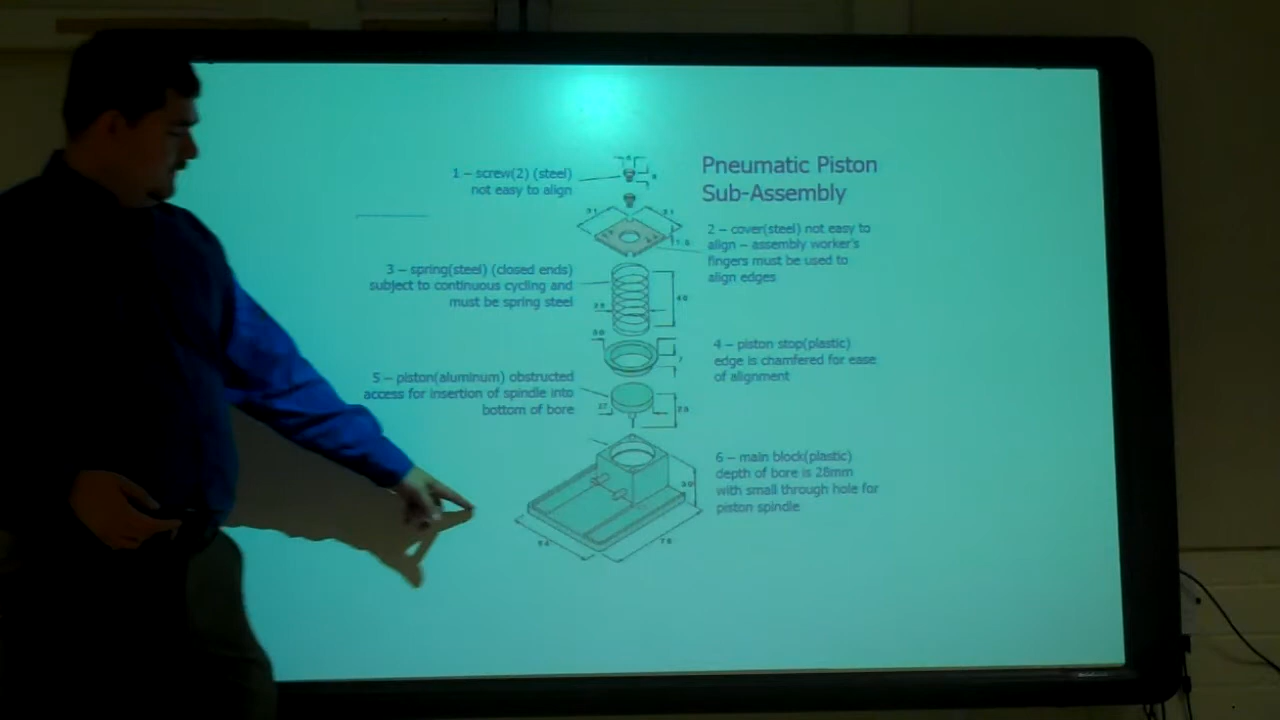 Pneumatic Piston
Sub-Assembly
1 – screw(2) (steel)
not easy to align
2 – cover(steel) not easy to
align – assembly worker's
fingers must be used to
align edges
3 – spring(steel) (closed ends)
subject to continuous cycling and
must be spring steel
4 – piston stop(plastic)
edge is chamfered for ease
of alignment
5 – piston(aluminum) obstructed
access for insertion of spindle into
bottom of bore
6 – main block(plastic)
depth of bore is 28mm
with small through hole for
piston spindle